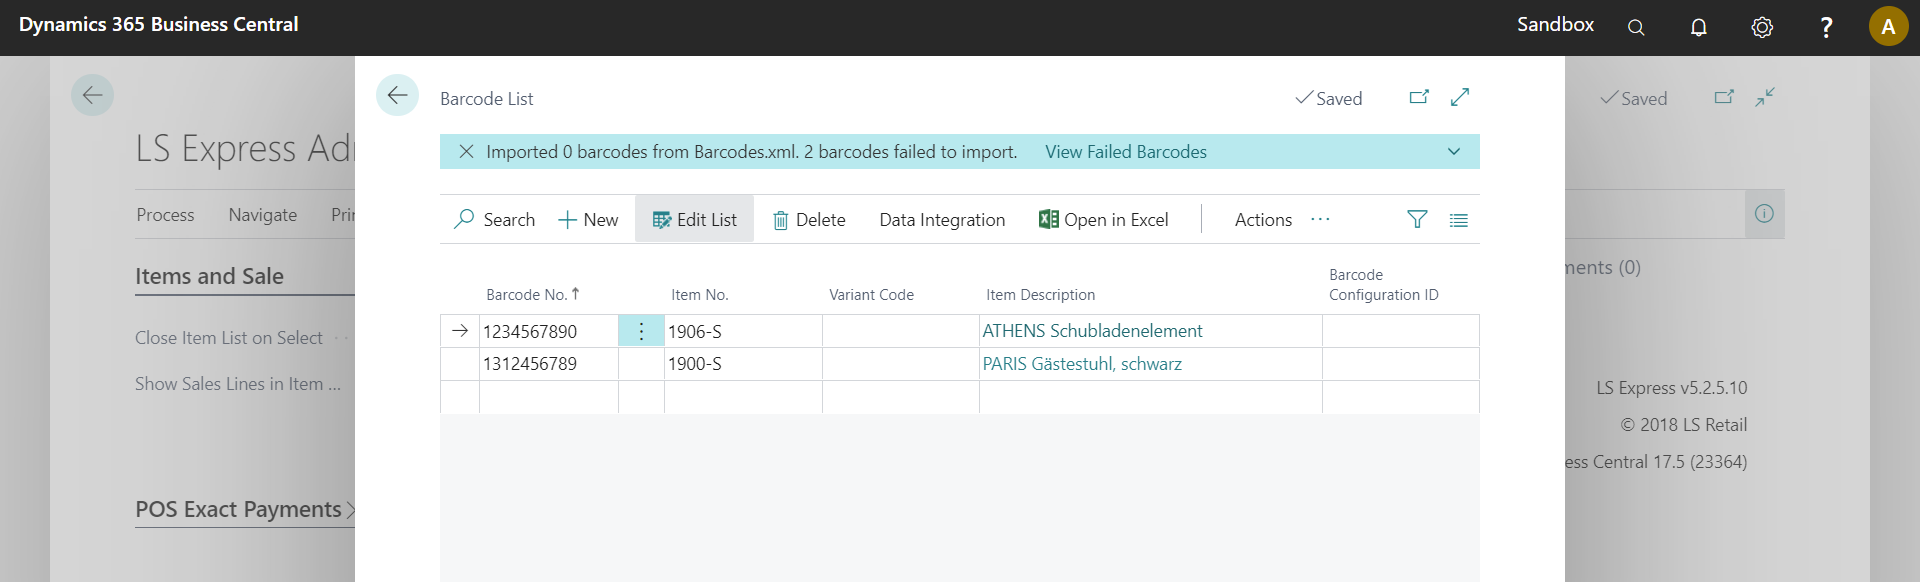 Dynamics 365 Business Central
Sandbox
?
A
Barcode List
Saved
Saved
LS Express Ad
Imported 0 barcodes from Barcodes.xml. 2 barcodes failed to import. View Failed Barcodes
Process Navigate Pri
Search New Edit List Delete Data Integration Open in Excel Actions ...
Items and Sale
ments (0)
Barcode No. Item No. Variant Code Item Description Barcode Configuration ID
1234567890 1906-S ATHENS Schubladenelement
1312456789 1900-S PARIS Gästestuhl, schwarz
Close Item List on Select
Show Sales Lines in Item ...
LS Express v5.2.5.10
© 2018 LS Retail
ess Central 17.5 (23364)
POS Exact Payments